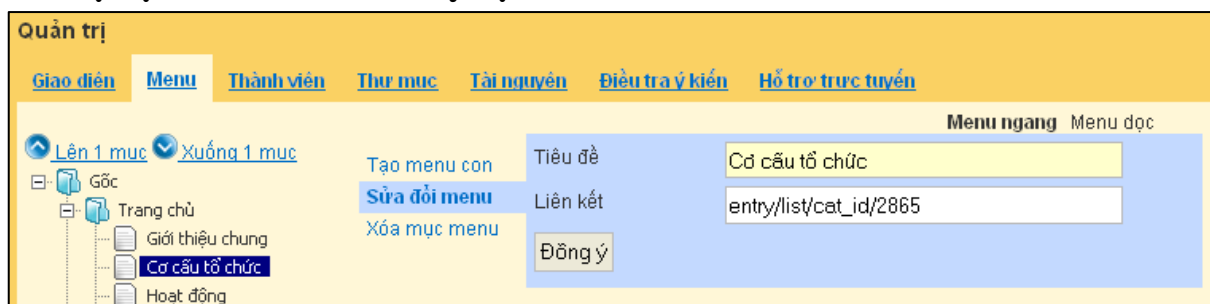 Quản trị
Giao diện Menu Thành viên Thư mục Tài nguyên Điều tra ý kiến Hỗ trợ trực tuyến
Menu ngang Menu dọc
Lên 1 mục Xuống 1 mục
Tạo menu con
Sửa đổi menu
Xóa mục menu
Tiêu đề Cơ cấu tổ chức
Liên kết entry/list/cat_id/2865
Đồng ý
Gốc
Trang chủ
Giới thiệu chung
Cơ cấu tổ chức
Hoạt động